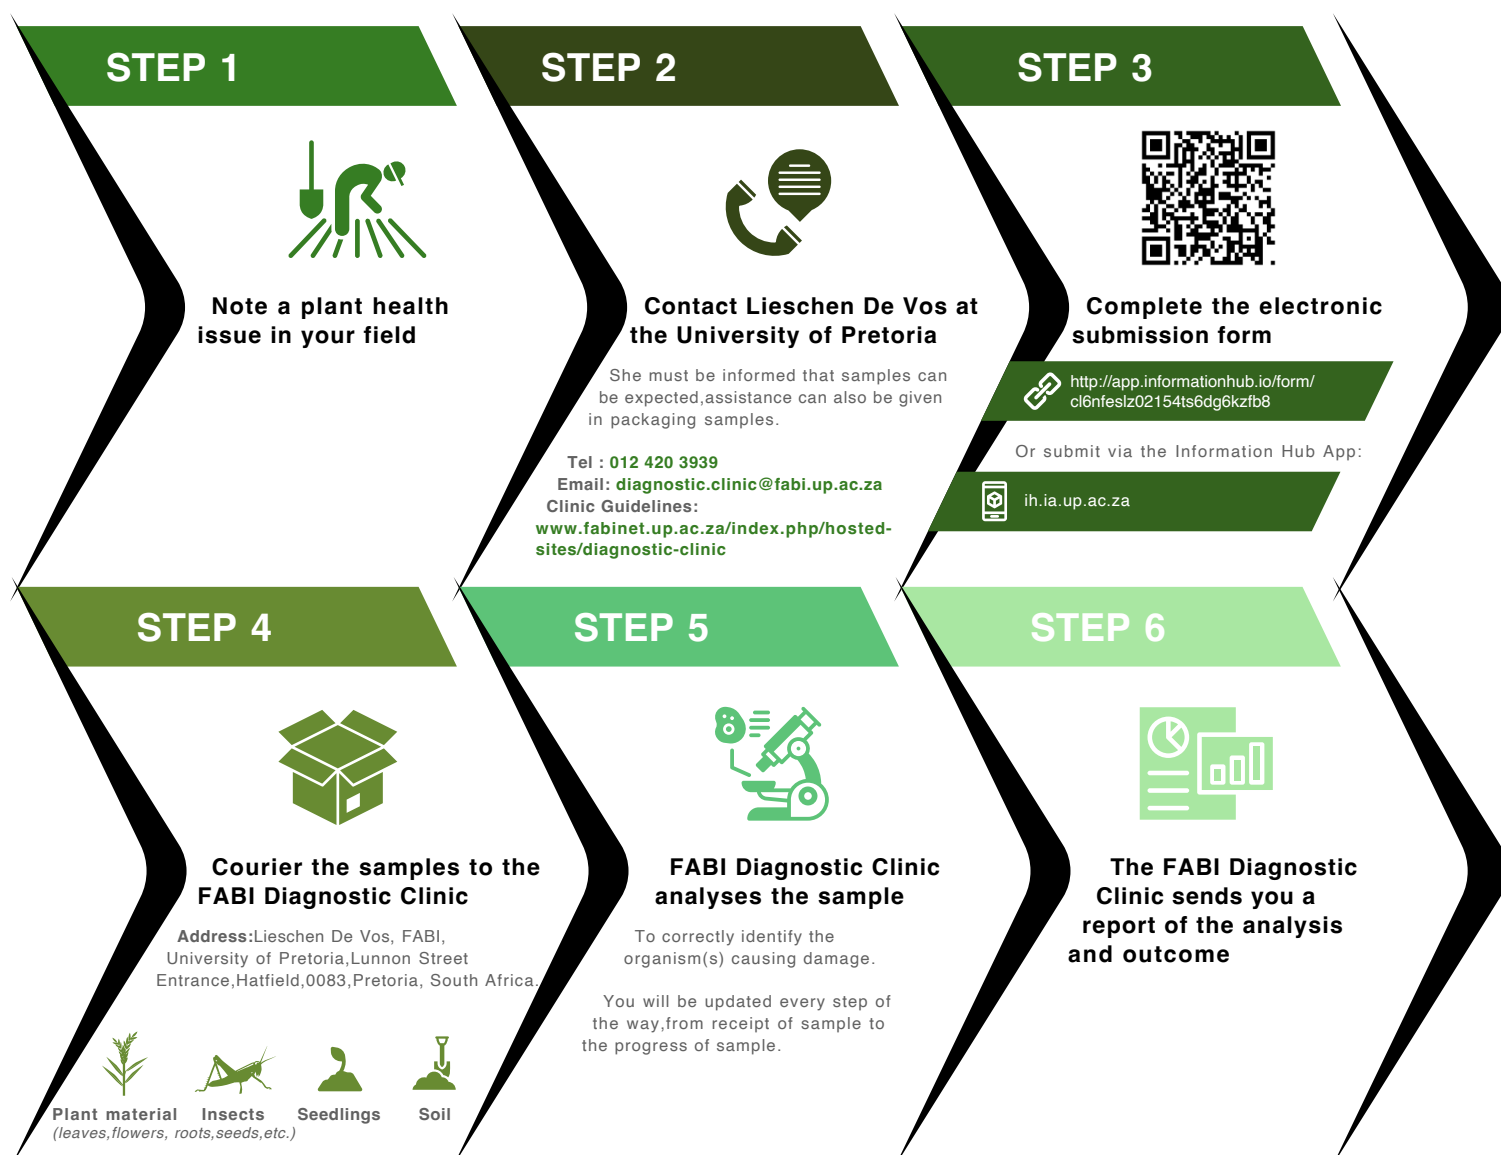 STEP 1
Note a plant health
issue in your field
STEP 2
Contact Lieschen De Vos at
the University of Pretoria
She must be informed that samples can
be expected,assistance can also be given
in packaging samples.
Tel : 012 420 3939
Email: diagnostic.clinic@fabi.up.ac.za
Clinic Guidelines:
www.fabinet.up.ac.za/index.php/hosted-
sites/diagnostic-clinic
STEP 3
Complete the electronic
submission form
http://app.informationhub.io/form/
cl6nfeslz02154ts6dg6kzfb8
Or submit via the Information Hub App:
ih.ia.up.ac.za
STEP 4
Courier the samples to the
FABI Diagnostic Clinic
Address:Lieschen De Vos, FABI,
University of Pretoria,Lunnon Street
Entrance,Hatfield,0083,Pretoria, South Africa.
Plant material
(leaves,flowers, roots,seeds,etc.)
Insects
Seedlings
Soil
STEP 5
FABI Diagnostic Clinic
analyses the sample
To correctly identify the
organism(s) causing damage.
You will be updated every step of
the way,from receipt of sample to
the progress of sample.
STEP 6
The FABI Diagnostic
Clinic sends you a
report of the analysis
and outcome